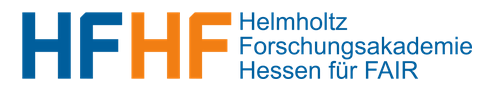 HFHF
Helmholtz
Forschungsakademie
Hessen für FAIR